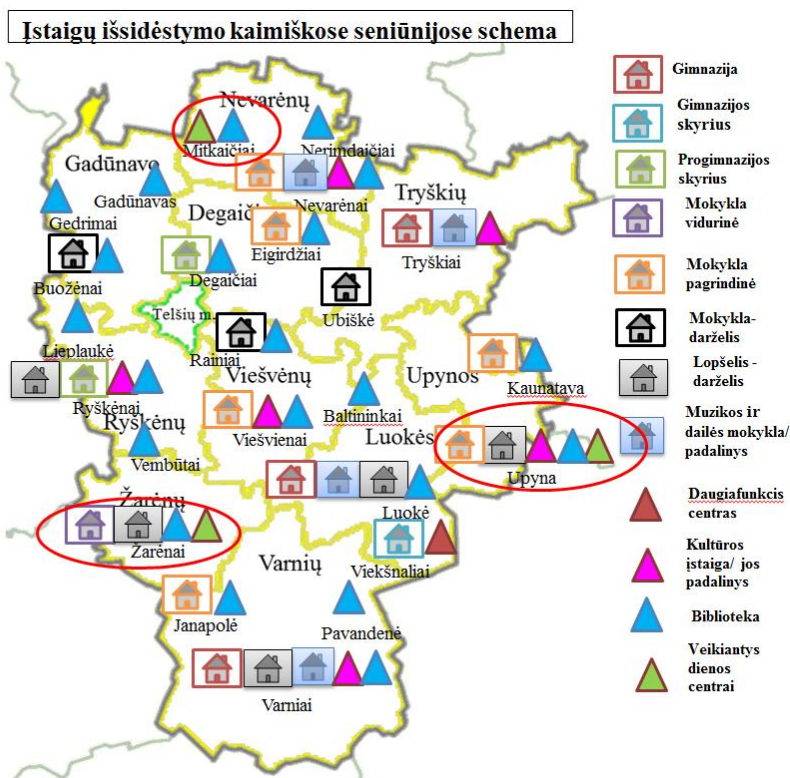 Įstaigų išsidėstymo kaimiškose seniūnijose schema
Nevarėnų
Mitkaičiai
Nerimdaičiai
Gadūnavo
Gadūnavas
Gedrimai
Nevarėnai
Tryškių
Degaičių
Eigirdžiai
Tryškiai
Buožėnai
Degaičiai
Ubiškė
Telšių m.
Lieplaukė
Rainiai
Viešvėnų
Upynos
Kaunatava
Ryškėnai
Baltininkai
Ryškėnų
Viešvienai
Luokės
Vembūtai
Upyna
Žarėnų
Žarėnai
Luokė
Varnių
Viekšnaliai
Janapolė
Pavandenė
Varniai
Gimnazija
Gimnazijos
skyrius
Progimnazijos
skyrius
Mokykla
vidurinė
Mokykla
pagrindinė
Mokykla-
darželis
Lopšelis -
darželis
Muzikos ir
dailės mokykla/
padalinys
Daugiafunkcis
centras
Kultūros
įstaiga/ jos
padalinys
Biblioteka
Veikiantys
dienos
centrai